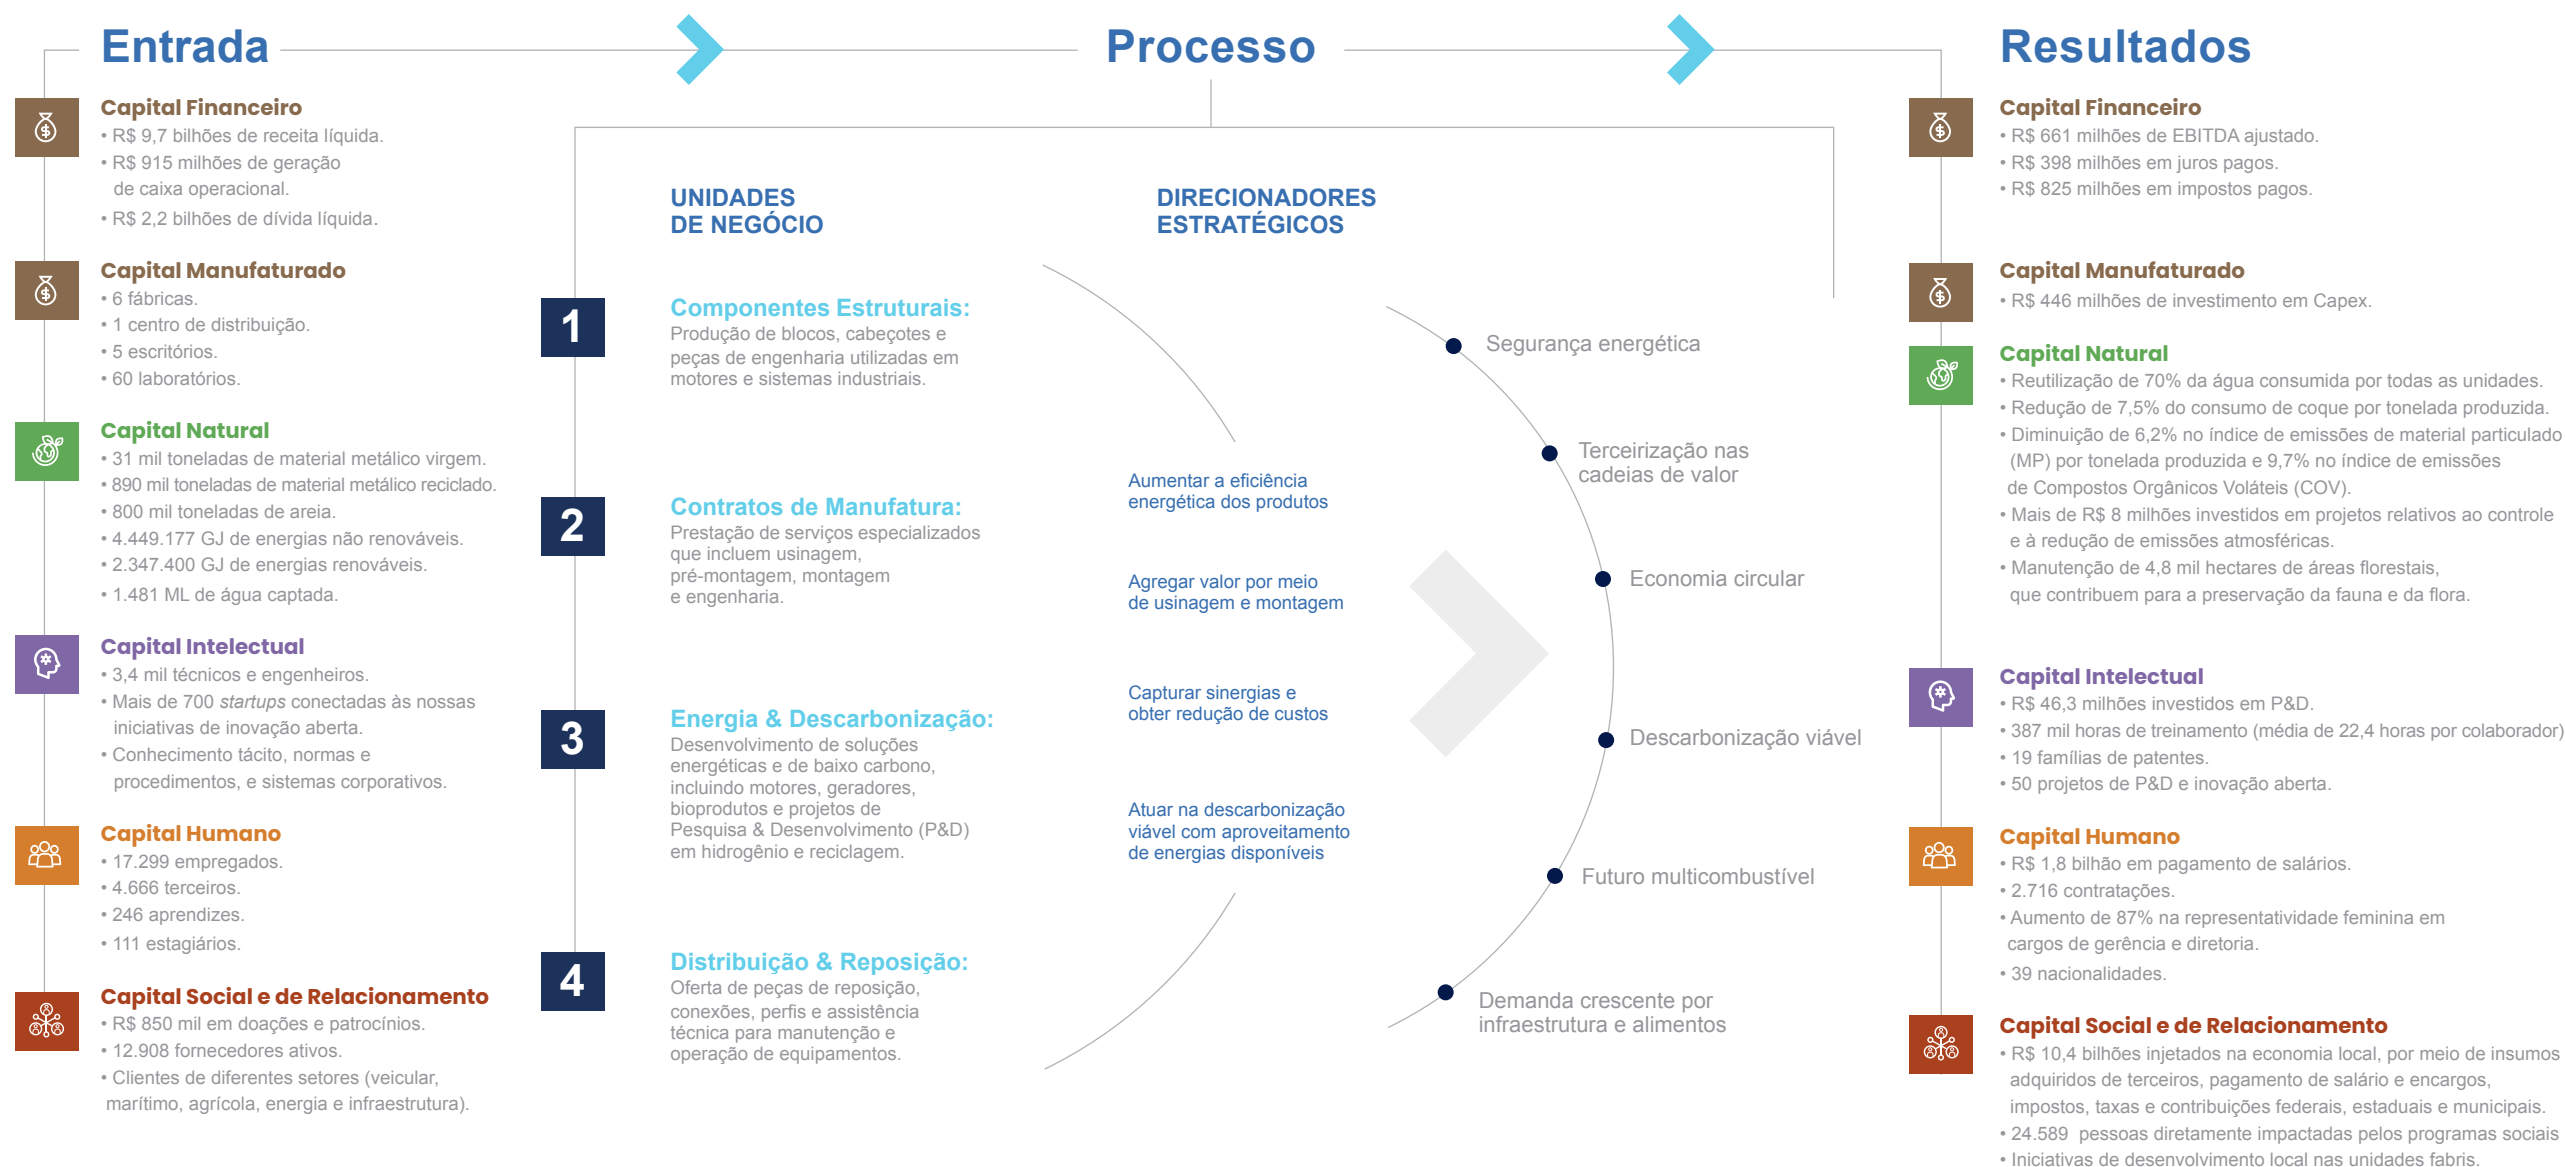 Entrada
Capital Financeiro
• R$ 9,7 bilhões de receita líquida.
• R$ 915 milhões de geração
de caixa operacional.
• R$ 2,2 bilhões de dívida líquida.
Capital Manufaturado
• 6 fábricas.
• 1 centro de distribuição.
• 5 escritórios.
• 60 laboratórios.
Capital Natural
• 31 mil toneladas de material metálico virgem.
• 890 mil toneladas de material metálico reciclado.
• 800 mil toneladas de areia.
• 4.449.177 GJ de energias não renováveis.
• 2.347.400 GJ de energias renováveis.
• 1.481 ML de água captada.
Capital Intelectual
• 3,4 mil técnicos e engenheiros.
• Mais de 700 startups conectadas às nossas
iniciativas de inovação aberta.
• Conhecimento tácito, normas e
procedimentos, e sistemas corporativos.
Capital Humano
• 17.299 empregados.
• 4.666 terceiros.
• 246 aprendizes.
• 111 estagiários.
Capital Social e de Relacionamento
• R$ 850 mil em doações e patrocínios.
• 12.908 fornecedores ativos.
• Clientes de diferentes setores (veicular,
marítimo, agrícola, energia e infraestrutura).
Processo
UNIDADES
DE NEGÓCIO
1
Componentes Estruturais:
Produção de blocos, cabeçotes e
peças de engenharia utilizadas em
motores e sistemas industriais.
2
Contratos de Manufatura:
Prestação de serviços especializados
que incluem usinagem,
pré-montagem, montagem
e engenharia.
3
Energia & Descarbonização:
Desenvolvimento de soluções
energéticas e de baixo carbono,
incluindo motores, geradores,
bioprodutos e projetos de
Pesquisa & Desenvolvimento (P&D)
em hidrogênio e reciclagem.
4
Distribuição & Reposição:
Oferta de peças de reposição,
conexões, perfis e assistência
técnica para manutenção e
operação de equipamentos.
DIRECIONADORES
ESTRATÉGICOS
Aumentar a eficiência
energética dos produtos
Agregar valor por meio
de usinagem e montagem
Capturar sinergias e
obter redução de custos
Atuar na descarbonização
viável com aproveitamento
de energias disponíveis
Segurança energética
Terceirização nas
cadeias de valor
Economia circular
Descarbonização viável
Futuro multicombustível
Demanda crescente por
infraestrutura e alimentos
Resultados
Capital Financeiro
• R$ 661 milhões de EBITDA ajustado.
• R$ 398 milhões em juros pagos.
• R$ 825 milhões em impostos pagos.
Capital Manufaturado
• R$ 446 milhões de investimento em Capex.
Capital Natural
• Reutilização de 70% da água consumida por todas as unidades.
• Redução de 7,5% do consumo de coque por tonelada produzida.
• Diminuição de 6,2% no índice de emissões de material particulado
(MP) por tonelada produzida e 9,7% no índice de emissões
de Compostos Orgânicos Voláteis (COV).
• Mais de R$ 8 milhões investidos em projetos relativos ao controle
e à redução de emissões atmosféricas.
• Manutenção de 4,8 mil hectares de áreas florestais,
que contribuem para a preservação da fauna e da flora.
Capital Intelectual
• R$ 46,3 milhões investidos em P&D.
• 387 mil horas de treinamento (média de 22,4 horas por colaborador)
• 19 famílias de patentes.
• 50 projetos de P&D e inovação aberta.
Capital Humano
• R$ 1,8 bilhão em pagamento de salários.
• 2.716 contratações.
• Aumento de 87% na representatividade feminina em
cargos de gerência e diretoria.
• 39 nacionalidades.
Capital Social e de Relacionamento
• R$ 10,4 bilhões injetados na economia local, por meio de insumos
adquiridos de terceiros, pagamento de salário e encargos,
impostos, taxas e contribuições federais, estaduais e municipais.
• 24.589 pessoas diretamente impactadas pelos programas sociais
• Iniciativas de desenvolvimento local nas unidades fabris.